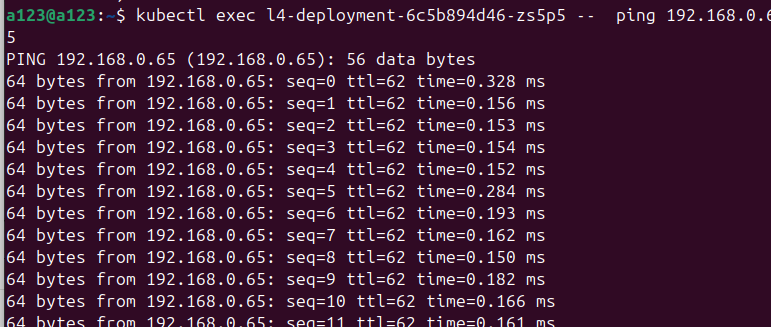 a123@a123:~$ kubectl exec l4-deployment-6c5b894d46-zs5p5 --  ping 192.168.0.6
5
PING 192.168.0.65 (192.168.0.65): 56 data bytes
64 bytes from 192.168.0.65: seq=0 ttl=62 time=0.328 ms
64 bytes from 192.168.0.65: seq=1 ttl=62 time=0.156 ms
64 bytes from 192.168.0.65: seq=2 ttl=62 time=0.153 ms
64 bytes from 192.168.0.65: seq=3 ttl=62 time=0.154 ms
64 bytes from 192.168.0.65: seq=4 ttl=62 time=0.152 ms
64 bytes from 192.168.0.65: seq=5 ttl=62 time=0.284 ms
64 bytes from 192.168.0.65: seq=6 ttl=62 time=0.193 ms
64 bytes from 192.168.0.65: seq=7 ttl=62 time=0.162 ms
64 bytes from 192.168.0.65: seq=8 ttl=62 time=0.150 ms
64 bytes from 192.168.0.65: seq=9 ttl=62 time=0.182 ms
64 bytes from 192.168.0.65: seq=10 ttl=62 time=0.166 ms
64 bytes from 192.168.0.65: seq=11 ttl=62 time=0.161 ms